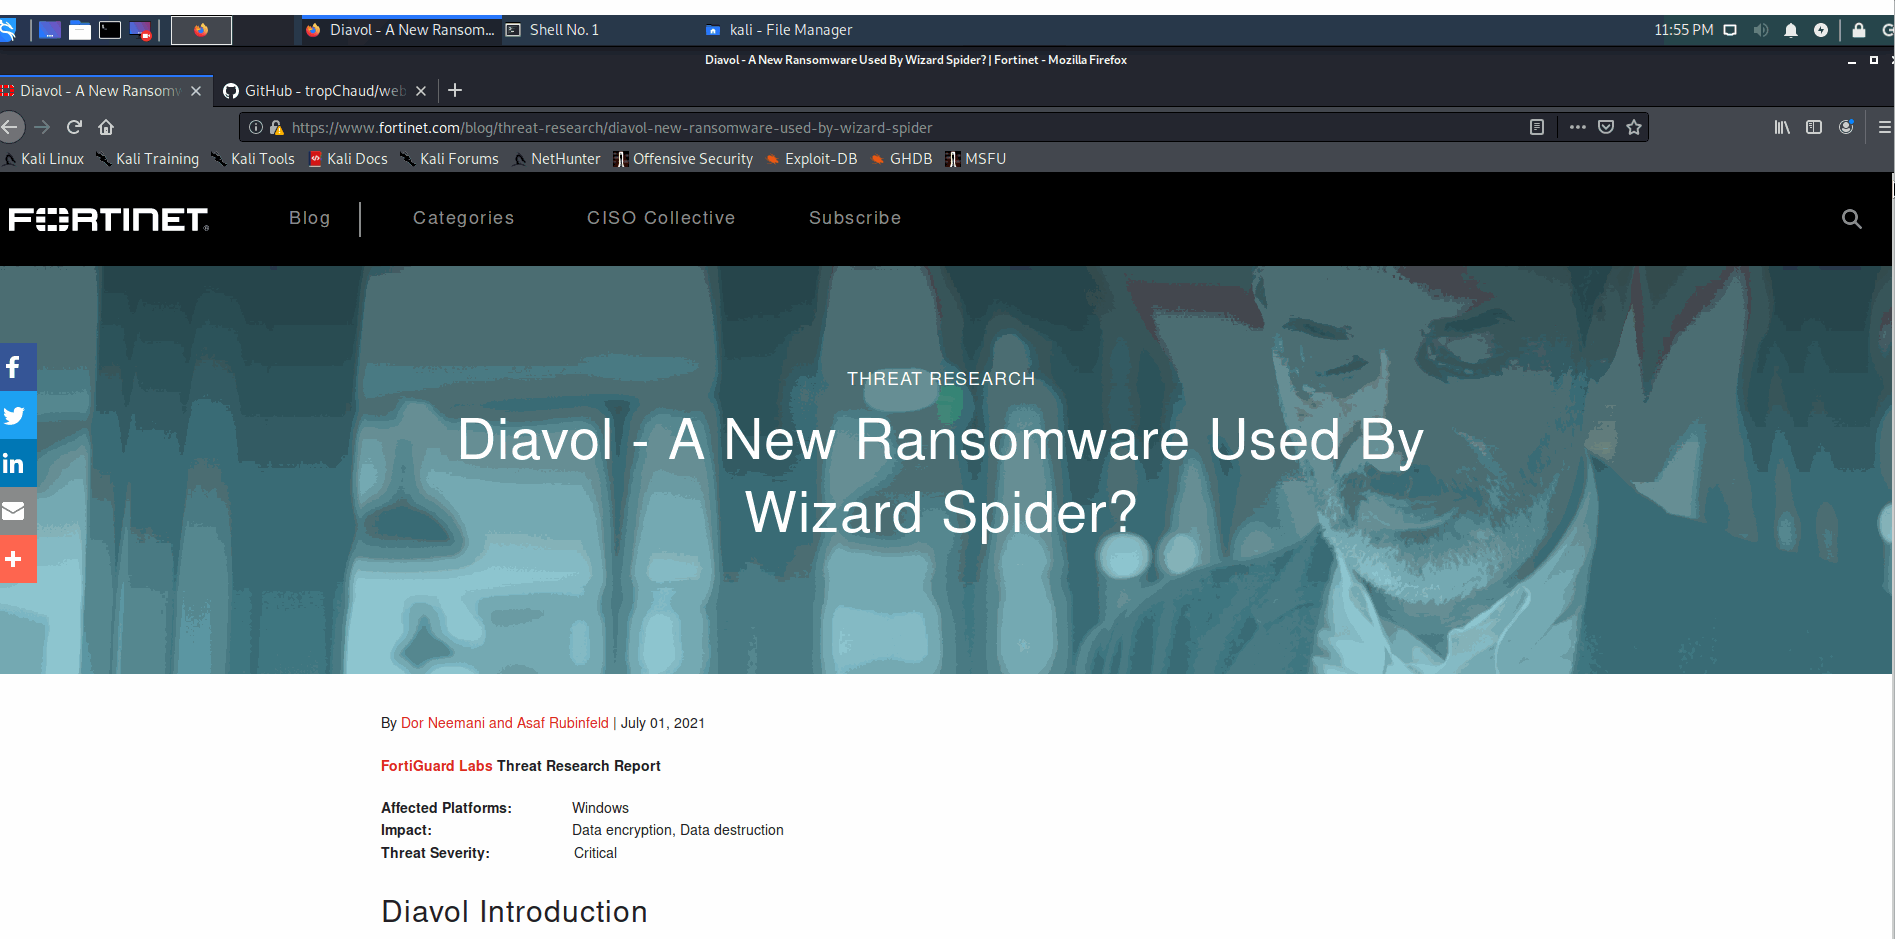 Diavol - A New Ransom...
Shell No. 1
kali - File Manager
11:55 PM
Diavol - A New Ransomware Used By Wizard Spider? | Fortinet - Mozilla Firefox
Diavol - A New Ransomw
GitHub - tropChaud/web
https://www.fortinet.com/blog/threat-research/diavol-new-ransomware-used-by-wizard-spider
Kali Linux
Kali Training
Kali Tools
Kali Docs
Kali Forums
NetHunter
Offensive Security
Exploit-DB
GHDB
MSFU
FORTINET
Blog
Categories
CISO Collective
Subscribe
THREAT RESEARCH
Diavol - A New Ransomware Used By
Wizard Spider?
By Dor Neemani and Asaf Rubinfeld | July 01, 2021
FortiGuard Labs Threat Research Report
Affected Platforms: Windows
Impact: Data encryption, Data destruction
Threat Severity: Critical
Diavol Introduction